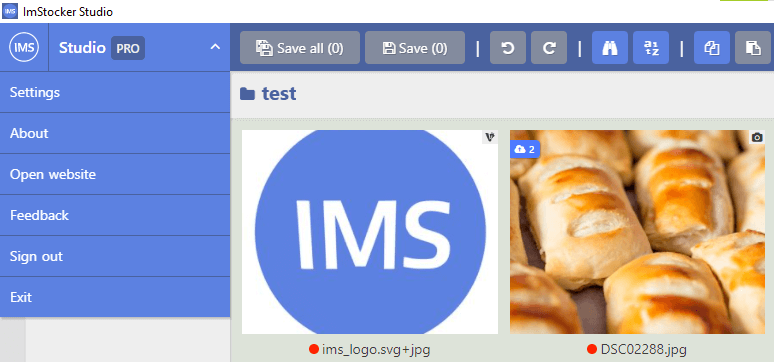 ImStocker Studio
IMS Studio PRO
Save all (0) Save (0)
Settings
About
Open website
Feedback
Sign out
Exit
test
IMS
2
ims_logo.svg+jpg
DSC02288.jpg